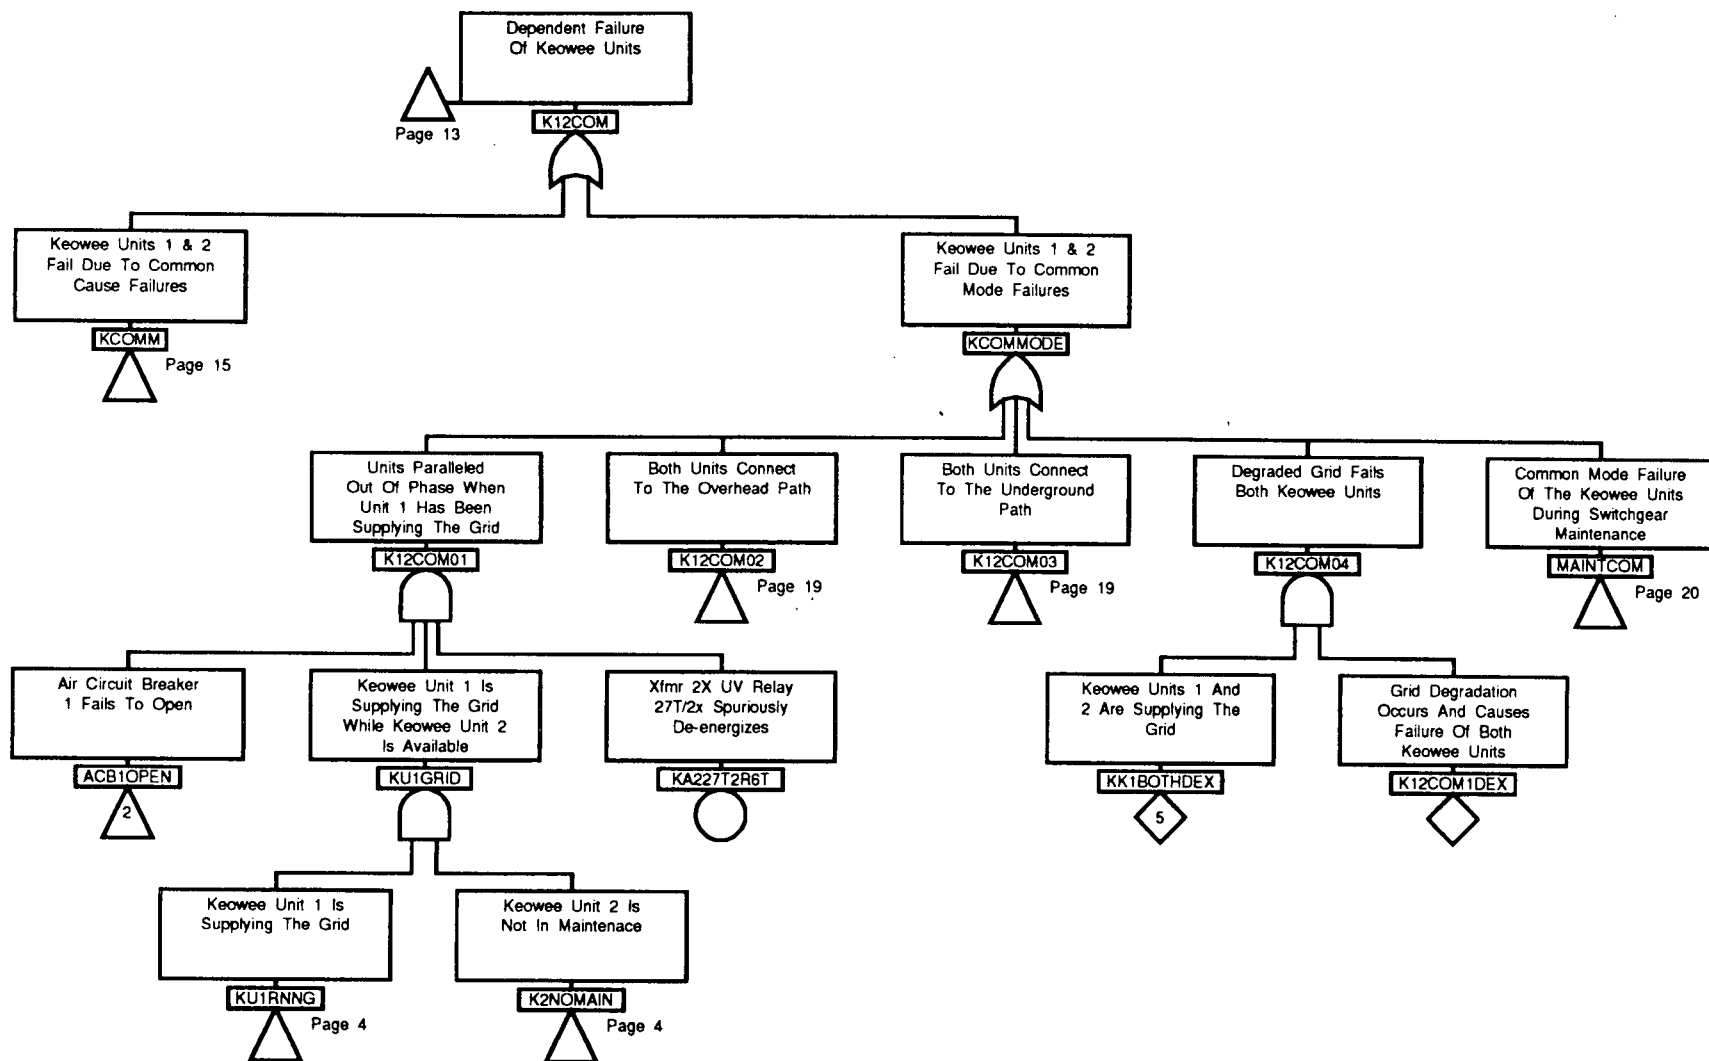 Dependent Failure
Of Keowee Units
Page 13
K12COM
Keowee Units 1 & 2
Fail Due To Common
Cause Failures
KCOMM
Page 15
Keowee Units 1 & 2
Fail Due To Common
Mode Failures
KCOMMODE
Units Paralleled
Out Of Phase When
Unit 1 Has Been
Supplying The Grid
K12COM01
Both Units Connect
To The Overhead Path
K12COM02
Page 19
Both Units Connect
To The Underground
Path
K12COM03
Page 19
Degraded Grid Fails
Both Keowee Units
K12COM04
Common Mode Failure
Of The Keowee Units
During Switchgear
Maintenance
MAINTCOM
Page 20
Air Circuit Breaker
1 Fails To Open
ACB1OPEN
2
Keowee Unit 1 Is
Supplying The Grid
While Keowee Unit 2
Is Available
KU1GRID
Xfmr 2X UV Relay
27T/2x Spuriously
De-energizes
KA227T2R6T
Keowee Units 1 And
2 Are Supplying The
Grid
KK1BOTHDEX
5
Grid Degradation
Occurs And Causes
Failure Of Both
Keowee Units
K12COM1DEX
Keowee Unit 1 Is
Supplying The Grid
KU1RNNG
Page 4
Keowee Unit 2 Is
Not In Maintenace
K2NOMAIN
Page 4